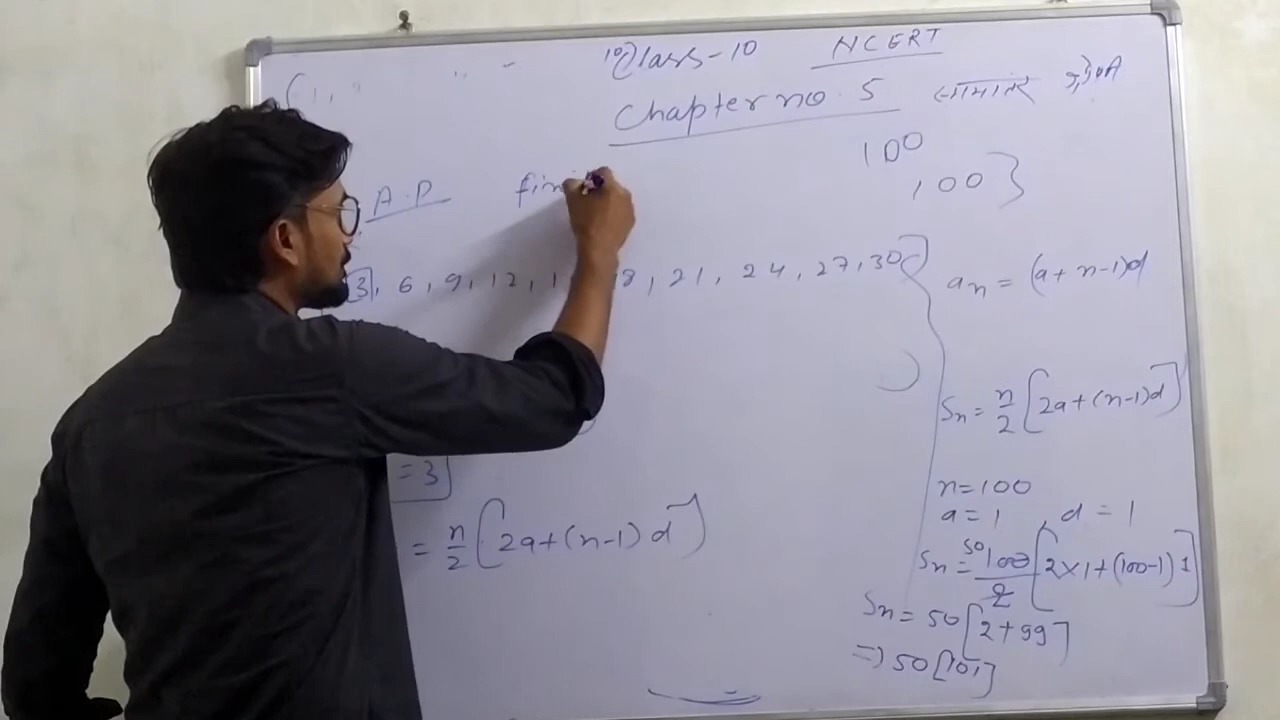 Class-10 NCERT
Chapter no. 5
100
100}
A.P
3, 6, 9, 12, 1 8, 21, 24, 27, 30
an = (a + n-1)d
Sn = n/2 [2a+(n-1)d]
= 3
n=100
a=1 d=1
= n/2 [2a+(n-1)d]
Sn = 50 100/2 [2×1+(100-1)1]
Sn = 50[2+99]
=> 50[101]